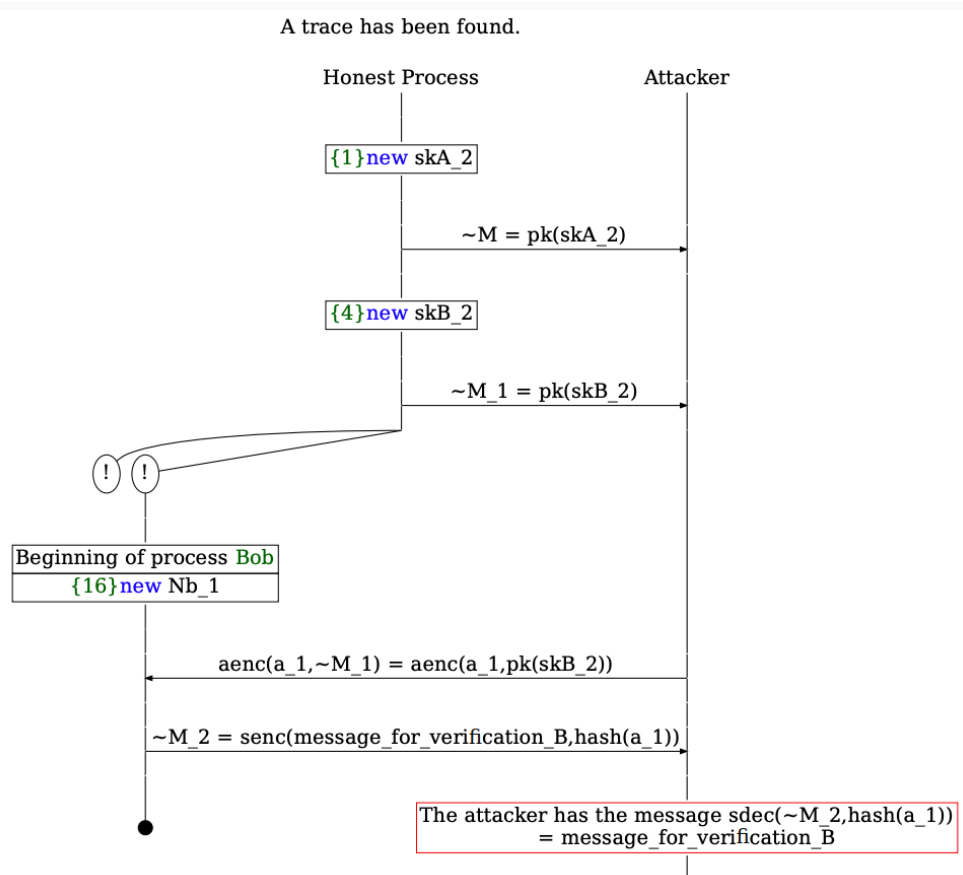 A trace has been found.
Honest Process
Attacker
{1}new skA_2
~M = pk(skA_2)
{4}new skB_2
~M_1 = pk(skB_2)
!
!
Beginning of process Bob
{16}new Nb_1
aenc(a_1,~M_1) = aenc(a_1,pk(skB_2))
~M_2 = senc(message_for_verification_B,hash(a_1))
The attacker has the message sdec(~M_2,hash(a_1))
= message_for_verification_B